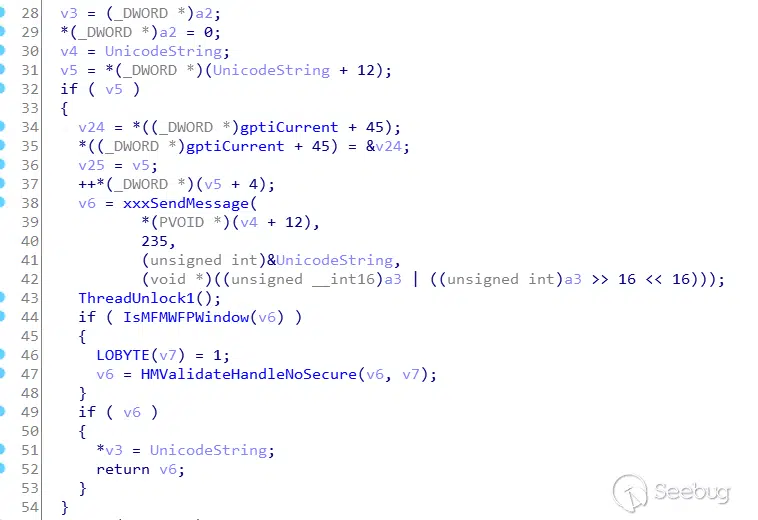 28 v3 = (_DWORD *)a2;
29 *(_DWORD *)a2 = 0;
30 v4 = UnicodeString;
31 v5 = *(_DWORD *)(UnicodeString + 12);
32 if ( v5 )
33 {
34 v24 = *((_DWORD *)gptiCurrent + 45);
35 *((_DWORD *)gptiCurrent + 45) = &v24;
36 v25 = v5;
37 ++*(_DWORD *)(v5 + 4);
38 v6 = xxxSendMessage(
39 *(PVOID *)(v4 + 12),
40 235,
41 (unsigned int)&UnicodeString,
42 (void *)((unsigned __int16)a3 | ((unsigned int)a3 >> 16 << 16)));
43 ThreadUnlock1();
44 if ( IsMFMWFPWindow(v6) )
45 {
46 LOBYTE(v7) = 1;
47 v6 = HMValidateHandleNoSecure(v6, v7);
48 }
49 if ( v6 )
50 {
51 *v3 = UnicodeString;
52 return v6;
53 }
54 }
Seebug